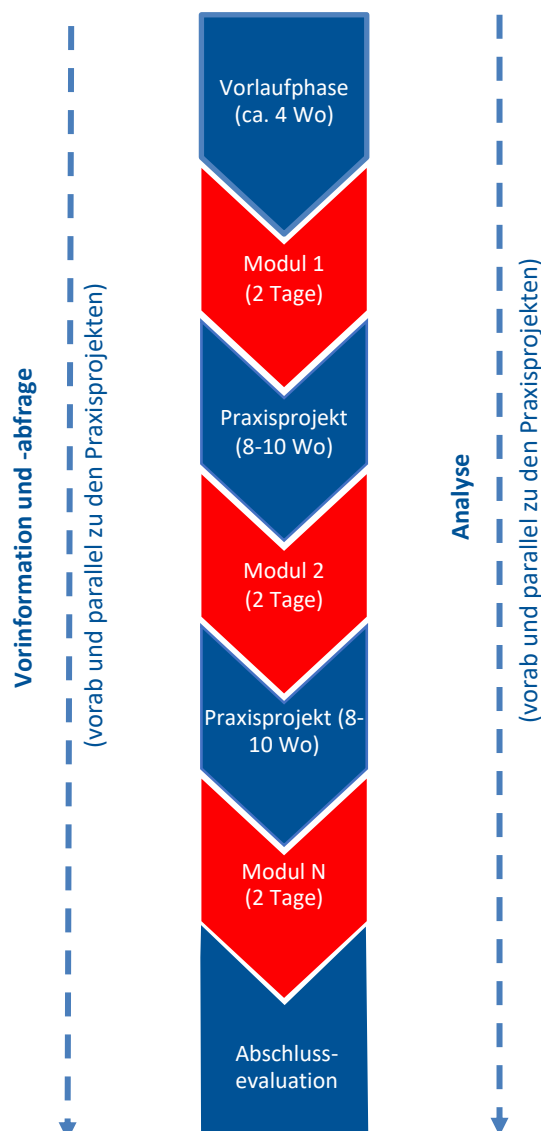 Vorinformation und -abfrage
(vorab und parallel zu den Praxisprojekten)
Vorlaufphase
(ca. 4 Wo)
Modul 1
(2 Tage)
Praxisprojekt
(8-10 Wo)
Modul 2
(2 Tage)
Praxisprojekt (8-
10 Wo)
Modul N
(2 Tage)
Abschluss-
evaluation
Analyse
(vorab und parallel zu den Praxisprojekten)